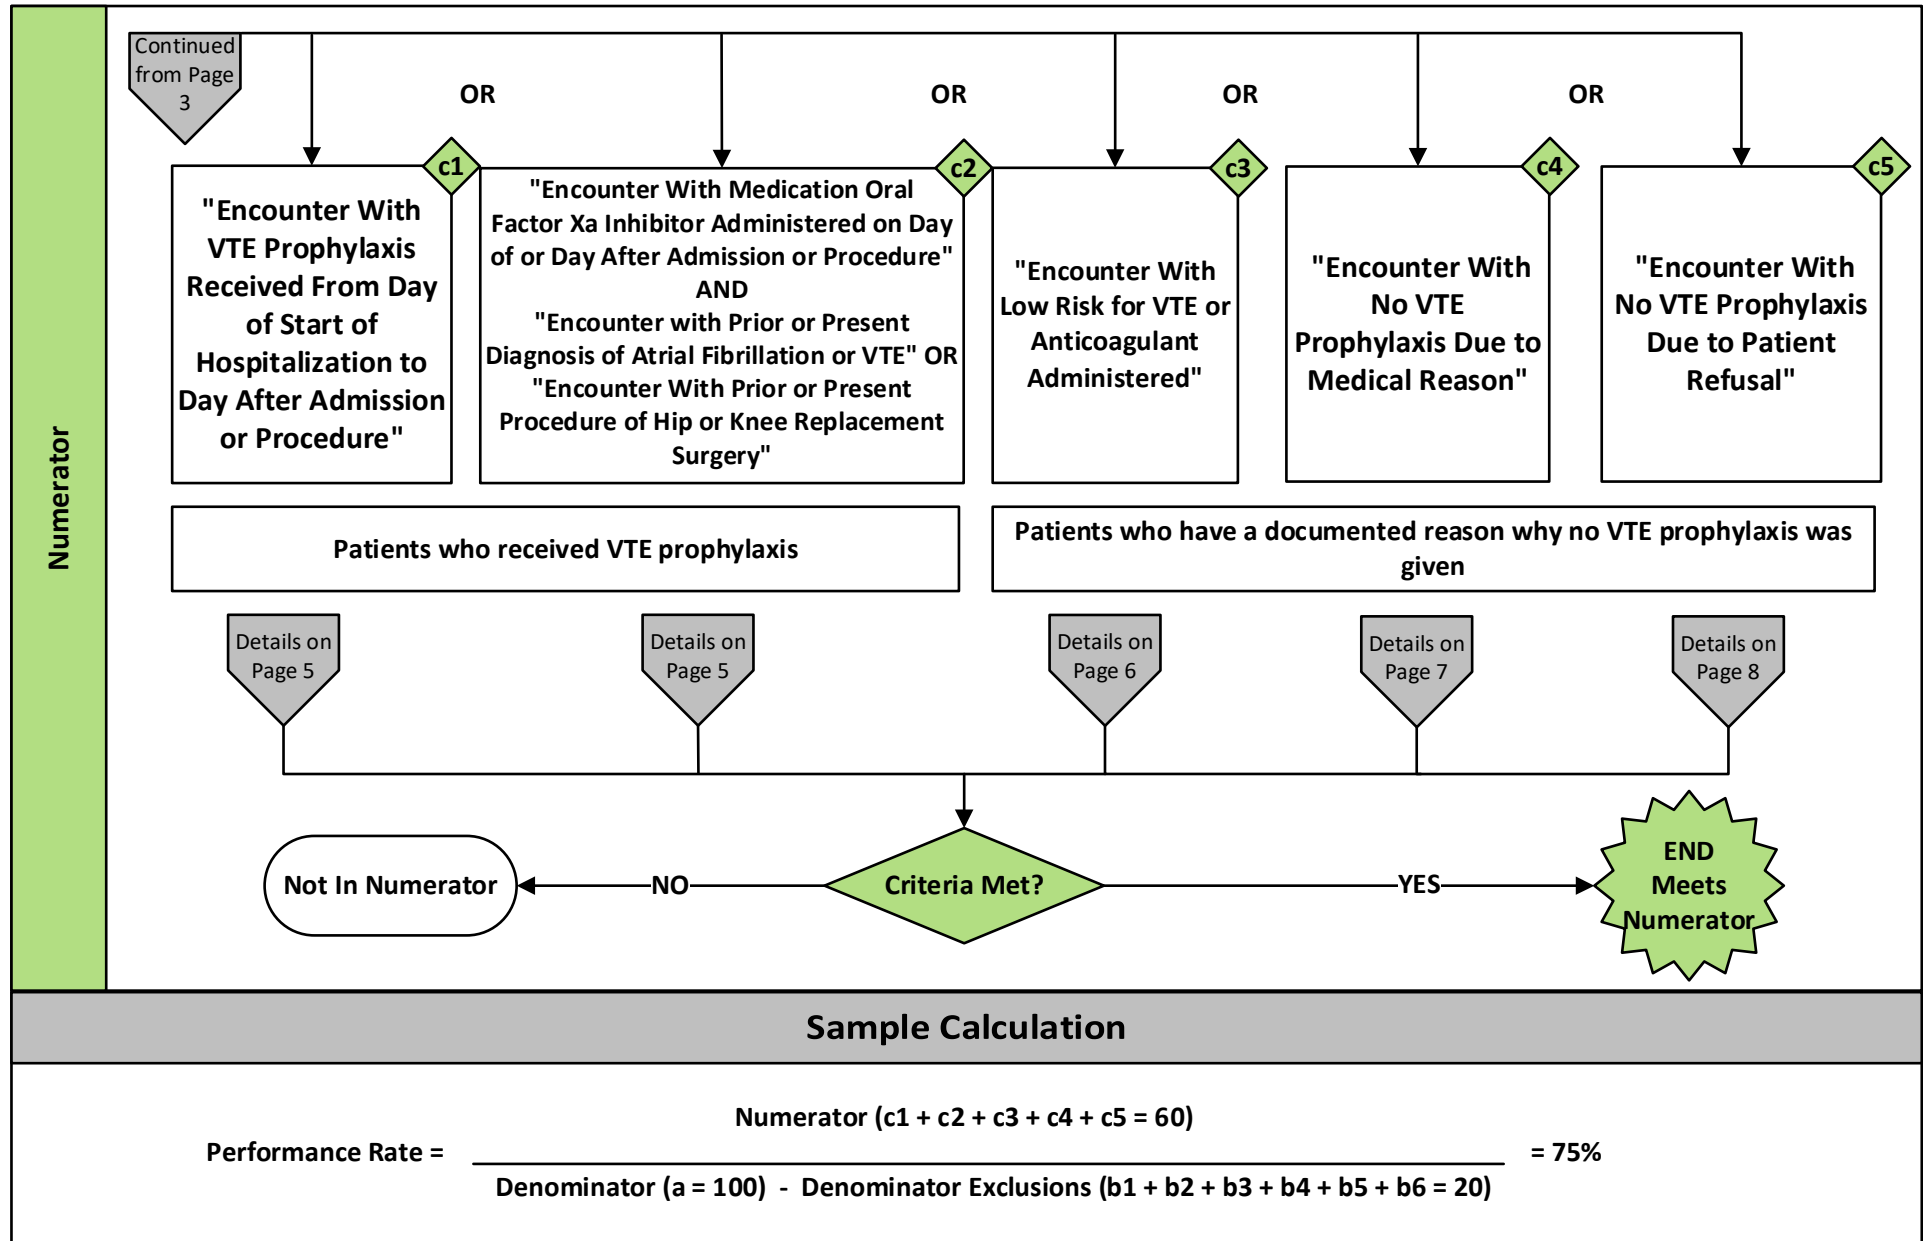 Continued
from Page
3
OR
OR
OR
OR
c1
c2
c3
c4
c5
"Encounter With
VTE Prophylaxis
Received From Day
of Start of
Hospitalization to
Day After Admission
or Procedure"
"Encounter With Medication Oral
Factor Xa Inhibitor Administered on Day
of or Day After Admission or Procedure"
AND
"Encounter with Prior or Present
Diagnosis of Atrial Fibrillation or VTE" OR
"Encounter With Prior or Present
Procedure of Hip or Knee Replacement
Surgery"
"Encounter With
Low Risk for VTE or
Anticoagulant
Administered"
"Encounter With
No VTE
Prophylaxis Due to
Medical Reason"
"Encounter With
No VTE Prophylaxis
Due to Patient
Refusal"
Numerator
Patients who received VTE prophylaxis
Patients who have a documented reason why no VTE prophylaxis was
given
Details on
Page 5
Details on
Page 5
Details on
Page 6
Details on
Page 7
Details on
Page 8
Not In Numerator
NO
Criteria Met?
YES
END
Meets
Numerator
Sample Calculation
Numerator (c1 + c2 + c3 + c4 + c5 = 60)
Performance Rate =
= 75%
Denominator (a = 100) - Denominator Exclusions (b1 + b2 + b3 + b4 + b5 + b6 = 20)